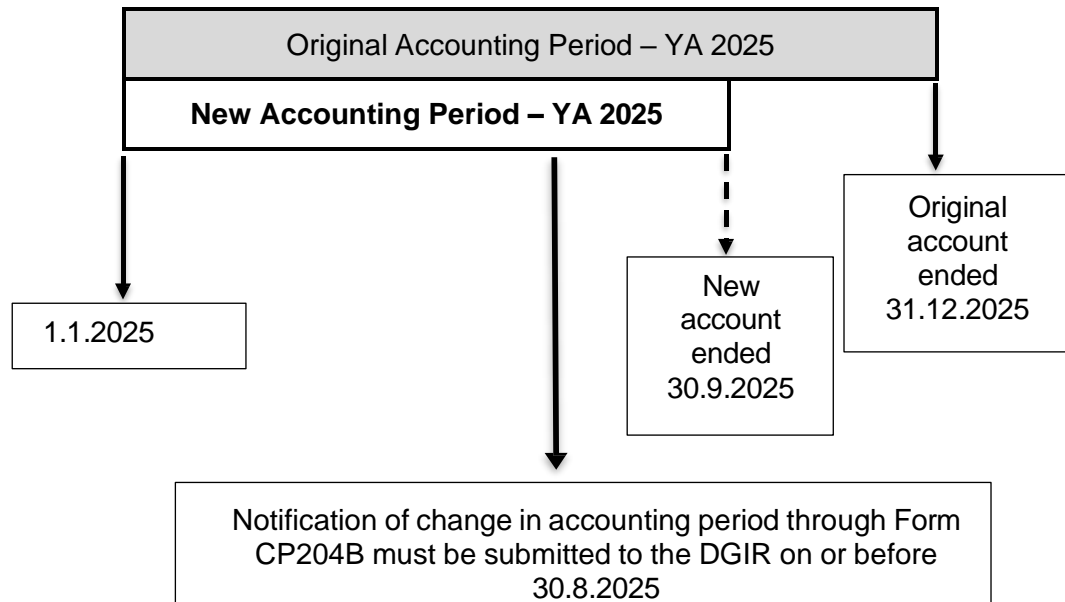 Original Accounting Period – YA 2025
New Accounting Period – YA 2025
1.1.2025
New
account
ended
30.9.2025
Original
account
ended
31.12.2025
Notification of change in accounting period through Form
CP204B must be submitted to the DGIR on or before
30.8.2025